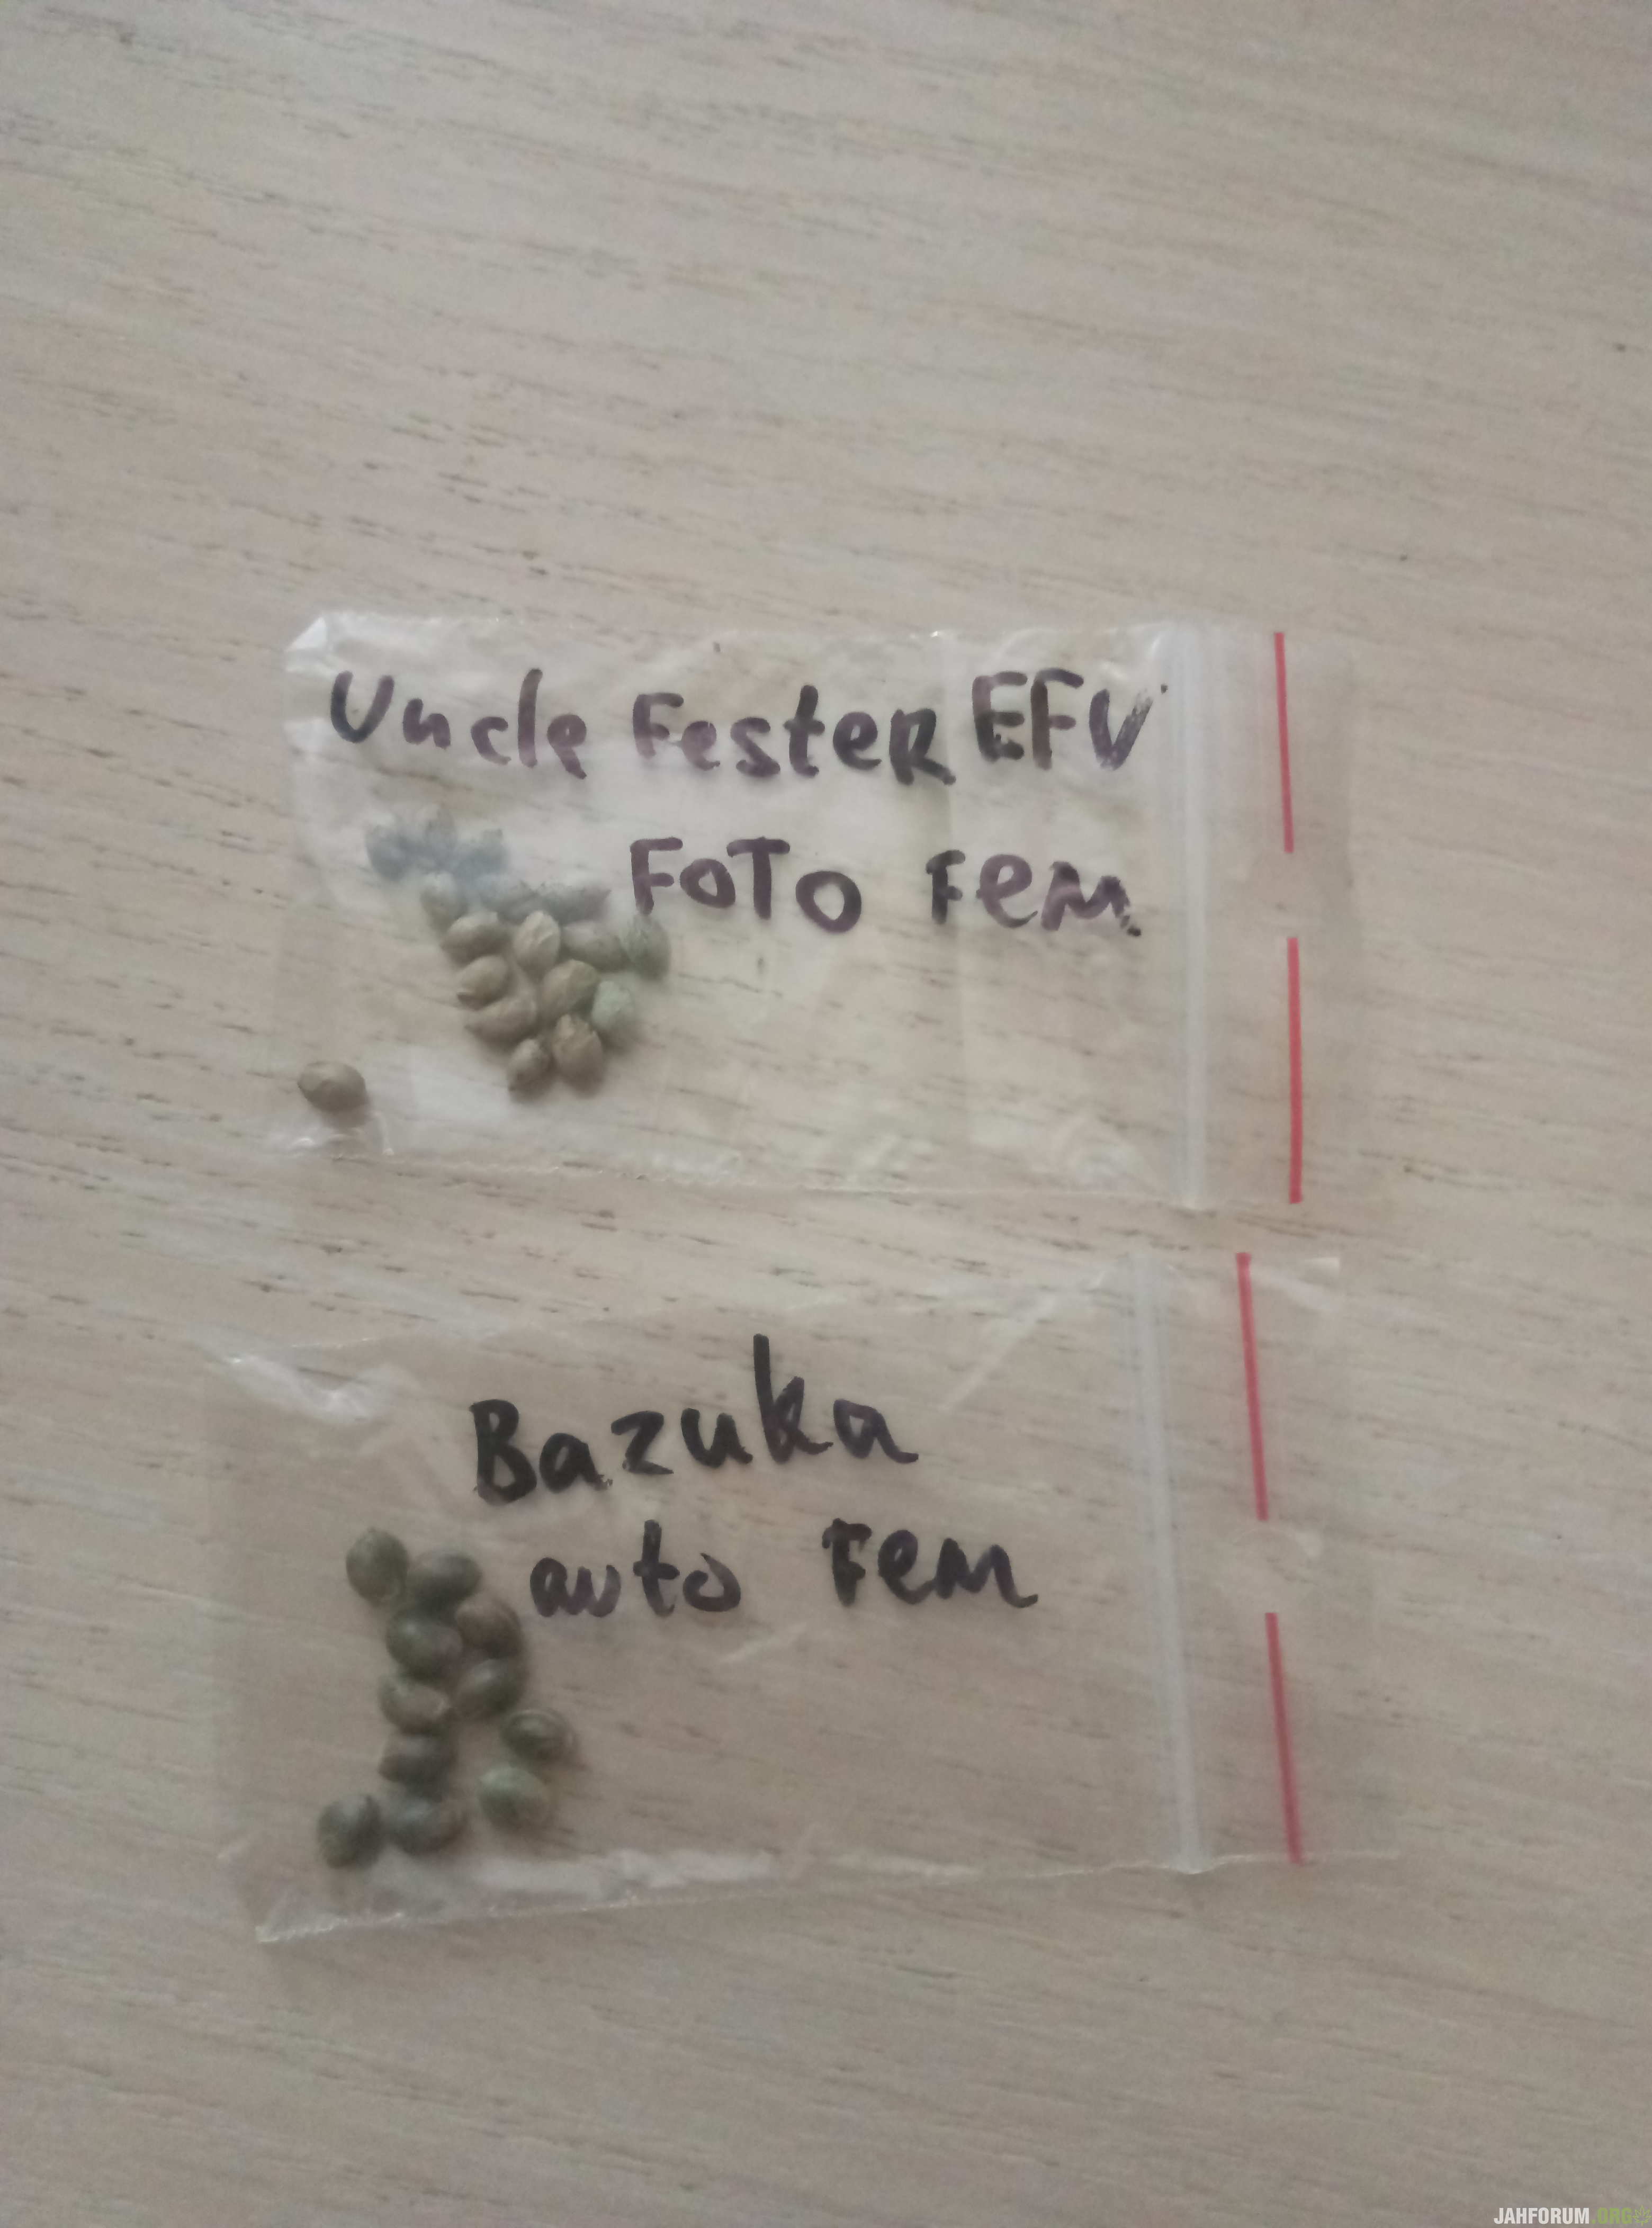 Uncle Fester EFV
FOTO Fem
Bazuka
auto Fem
JAHFORUM.ORG